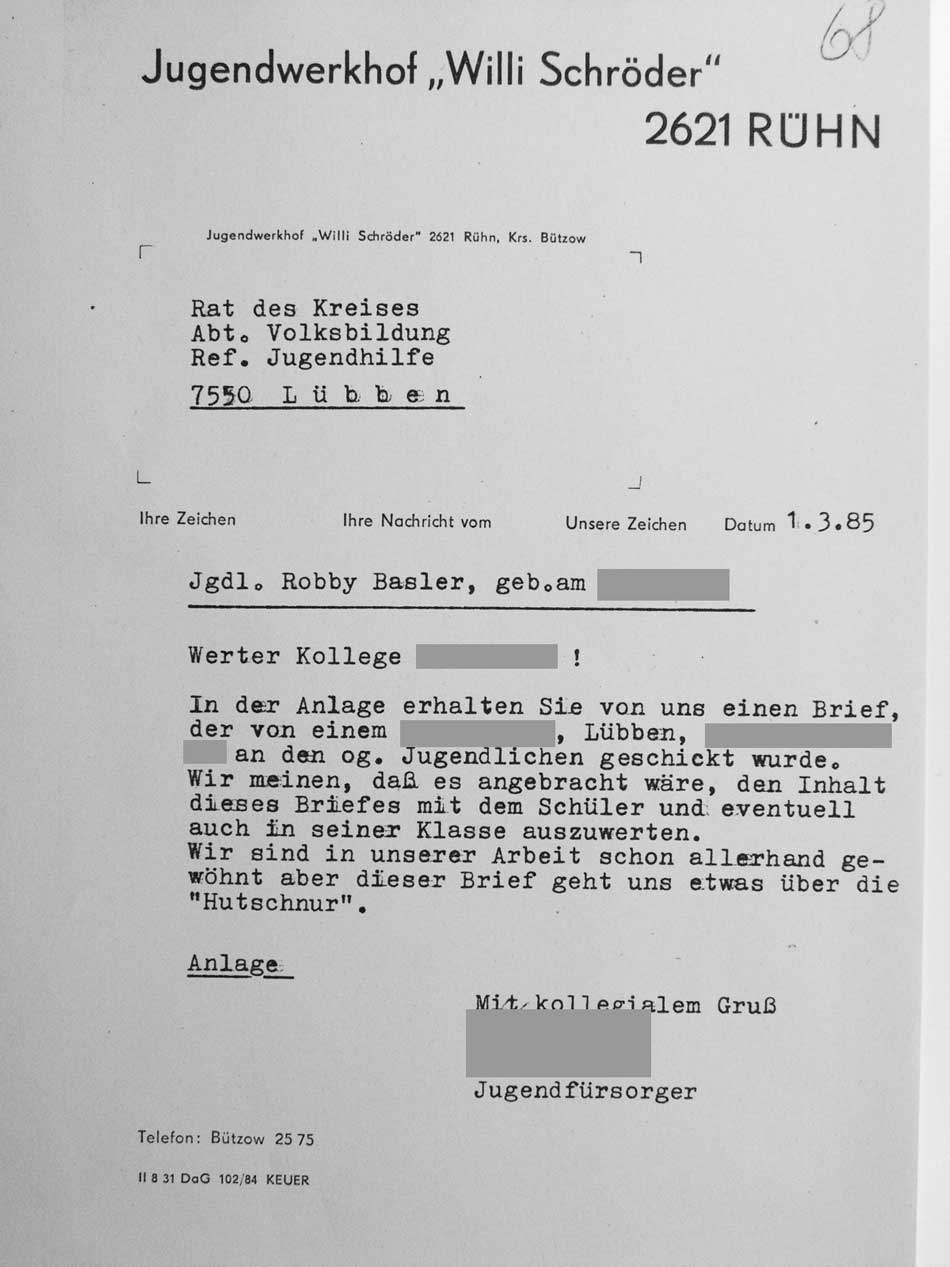 68
Jugendwerkhof „Willi Schröder“
2621 RÜHN
Jugendwerkhof „Willi Schröder“ 2621 Rühn, Krs. Bützow
Rat des Kreises
Abt. Volksbildung
Ref. Jugendhilfe
7550 L ü b b e n
Ihre Zeichen Ihre Nachricht vom Unsere Zeichen Datum 1.3.85
Jgdl. Robby Basler, geb.am
Werter Kollege !
In der Anlage erhalten Sie von uns einen Brief,
der von einem , Lübben,
an den og. Jugendlichen geschickt wurde.
Wir meinen, daß es angebracht wäre, den Inhalt
dieses Briefes mit dem Schüler und eventuell
auch in seiner Klasse auszuwerten.
Wir sind in unserer Arbeit schon allerhand ge-
wöhnt aber dieser Brief geht uns etwas über die
"Hutschnur".
Anlage
Mit kollegialem Gruß
Jugendfürsorger
Telefon: Bützow 25 75
II 8 31 DaG 102/84 KEUER